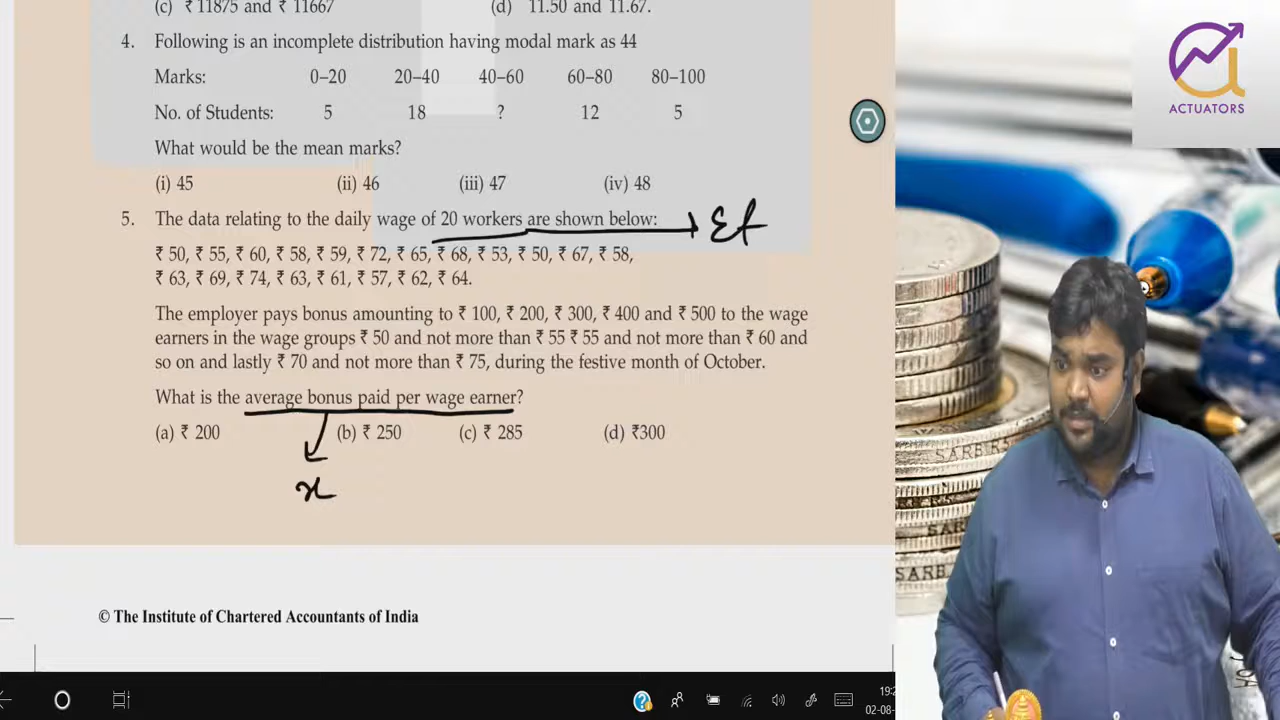 (c) ₹ 11875 and ₹ 11667 (d) 11.50 and 11.67.
4. Following is an incomplete distribution having modal mark as 44
Marks: 0–20 20–40 40–60 60–80 80–100
No. of Students: 5 18 ? 12 5
What would be the mean marks?
(i) 45 (ii) 46 (iii) 47 (iv) 48
5. The data relating to the daily wage of 20 workers are shown below: Σf
₹ 50, ₹ 55, ₹ 60, ₹ 58, ₹ 59, ₹ 72, ₹ 65, ₹ 68, ₹ 53, ₹ 50, ₹ 67, ₹ 58,
₹ 63, ₹ 69, ₹ 74, ₹ 63, ₹ 61, ₹ 57, ₹ 62, ₹ 64.
The employer pays bonus amounting to ₹ 100, ₹ 200, ₹ 300, ₹ 400 and ₹ 500 to the wage
earners in the wage groups ₹ 50 and not more than ₹ 55 ₹ 55 and not more than ₹ 60 and
so on and lastly ₹ 70 and not more than ₹ 75, during the festive month of October.
What is the average bonus paid per wage earner?
(a) ₹ 200 (b) ₹ 250 (c) ₹ 285 (d) ₹300
x
© The Institute of Chartered Accountants of India
ACTUATORS
SARB
SARB
19:2
02-08-